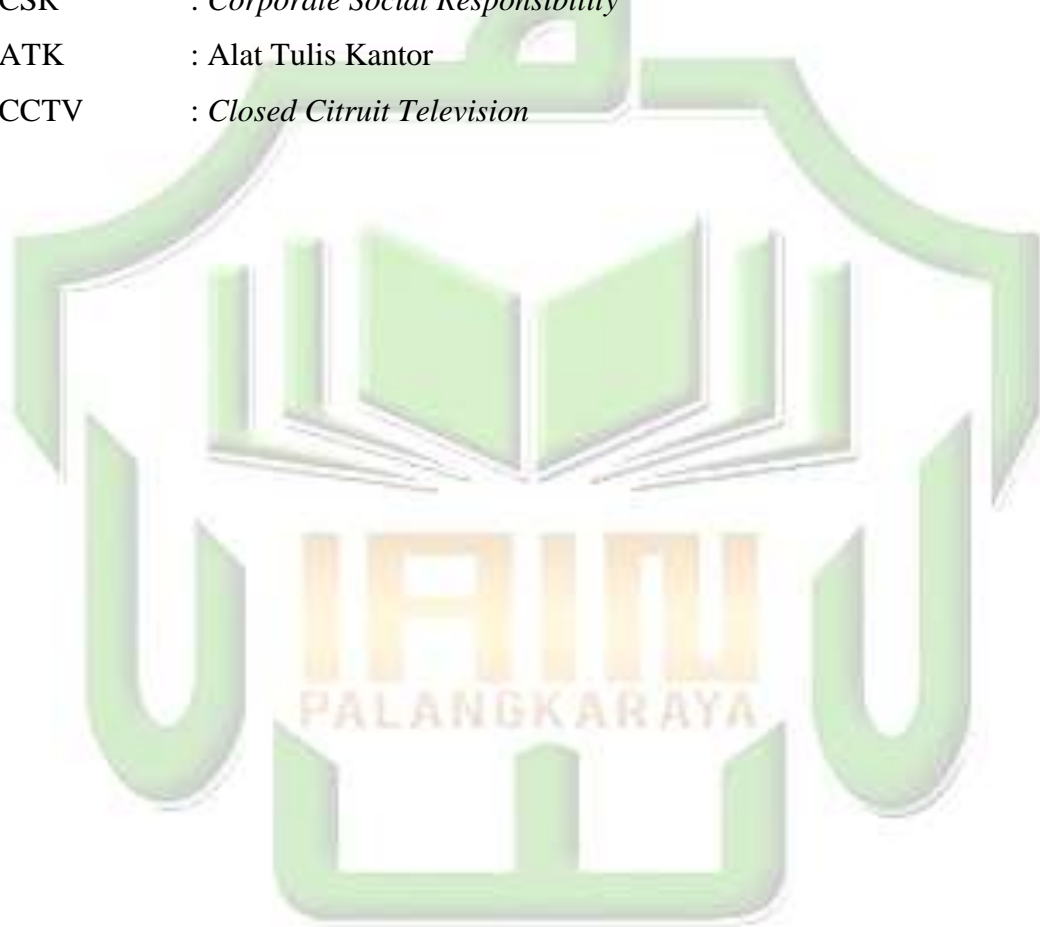 CSR : Corporate Social Responsibility
ATK : Alat Tulis Kantor
CCTV : Closed Citruit Television
IAIN
PALANGKARAYA